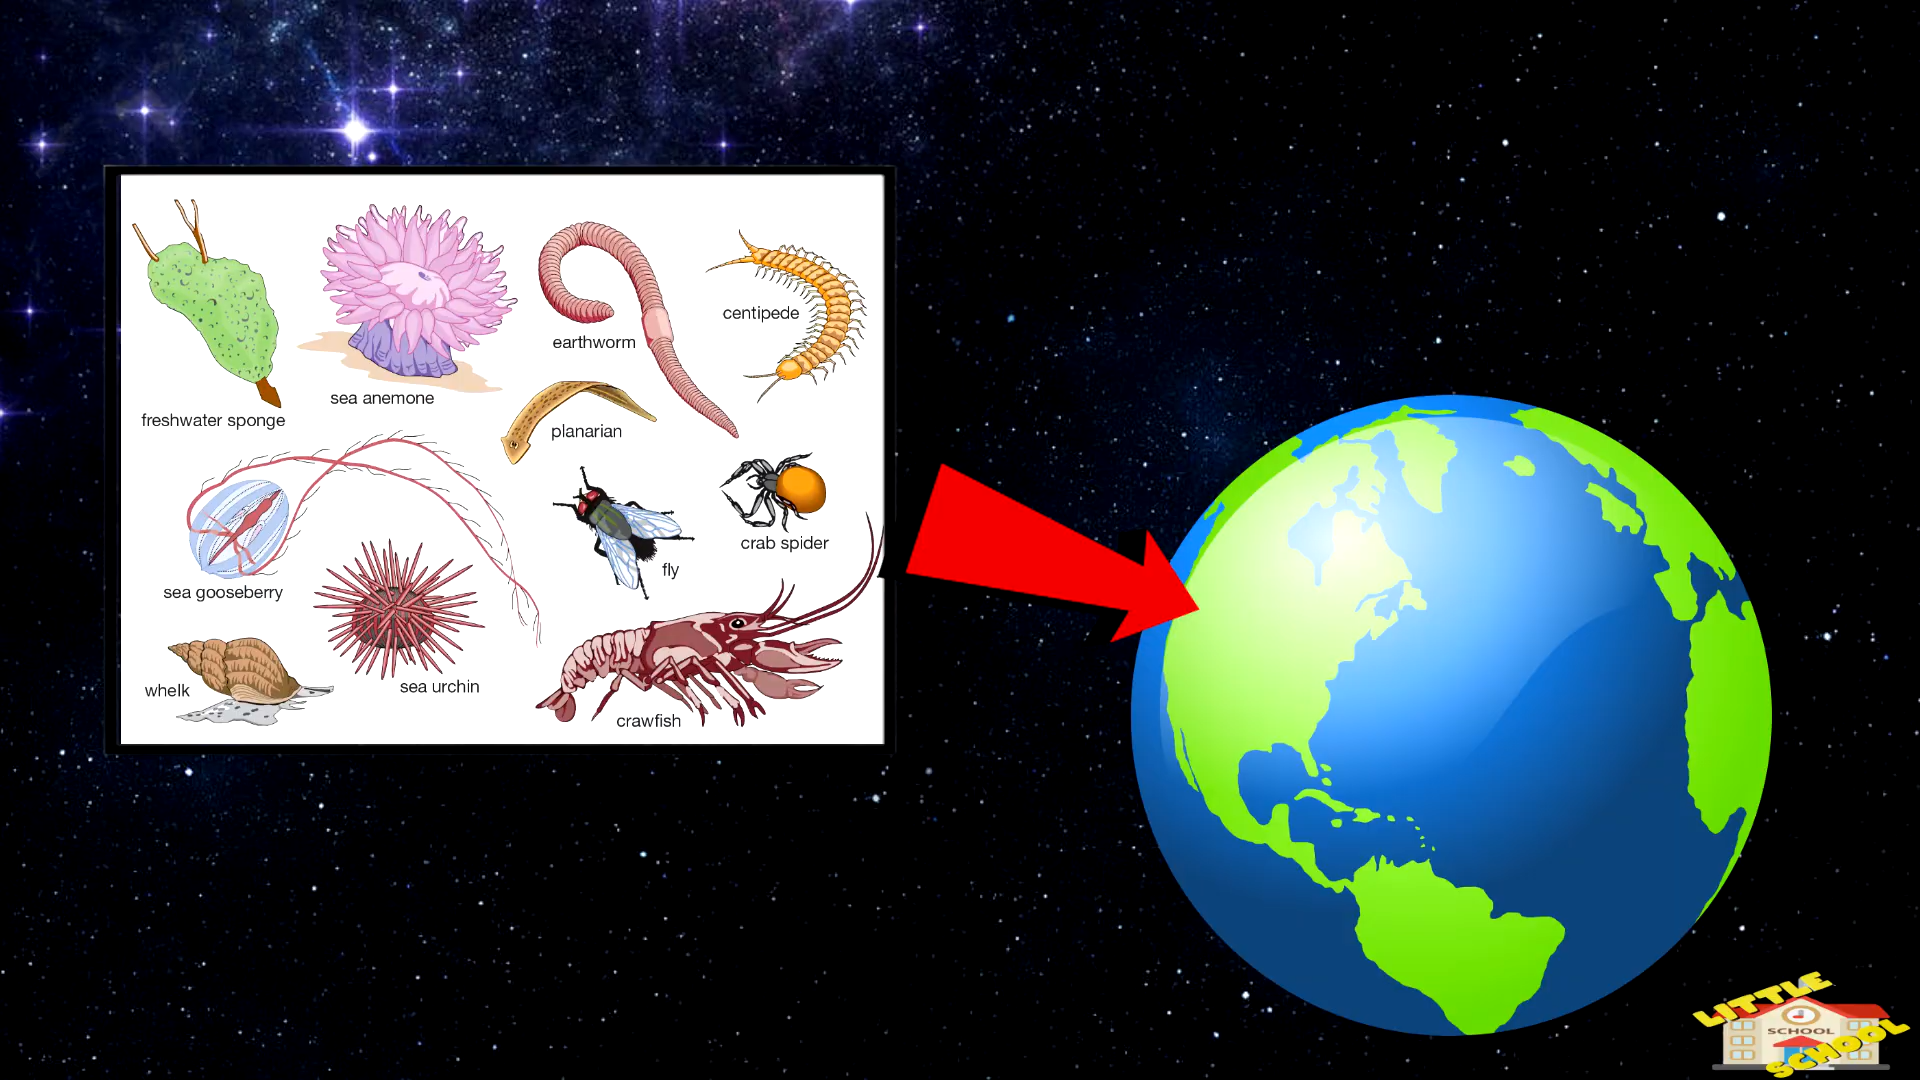 freshwater sponge
sea anemone
earthworm
centipede
planarian
sea gooseberry
fly
crab spider
whelk
sea urchin
crawfish
LITTLE
SCHOOL
SCHOOL